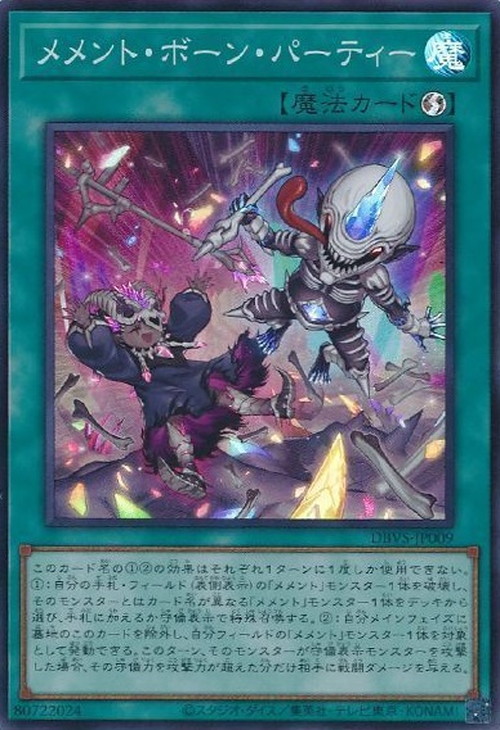 メメント・ボーン・パーティー 魔
【魔法カード】
DBVS-JP009
このカード名の①②の効果はそれぞれ1ターンに1度しか使用できない。
①：自分の手札・フィールド(表側表示)の「メメント」モンスター1体を破壊し、
そのモンスターとはカード名が異なる「メメント」モンスター1体をデッキから
選び、手札に加えるか守備表示で特殊召喚する。②：自分メインフェイズに
墓地のこのカードを除外し、自分フィールドの「メメント」モンスター1体を対象
として発動できる。このターン、そのモンスターが守備表示モンスターを攻撃
した場合、その守備力を攻撃力が超えた分だけ相手に戦闘ダメージを与える。
80722024 ©スタジオ・ダイス／集英社・テレビ東京・KONAMI